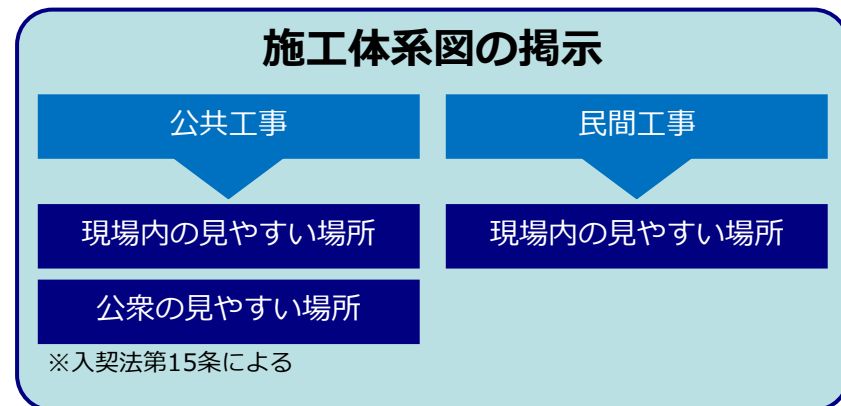 施工体系図の掲示
公共工事
民間工事
現場内の見やすい場所
現場内の見やすい場所
公衆の見やすい場所
※入契法第15条による